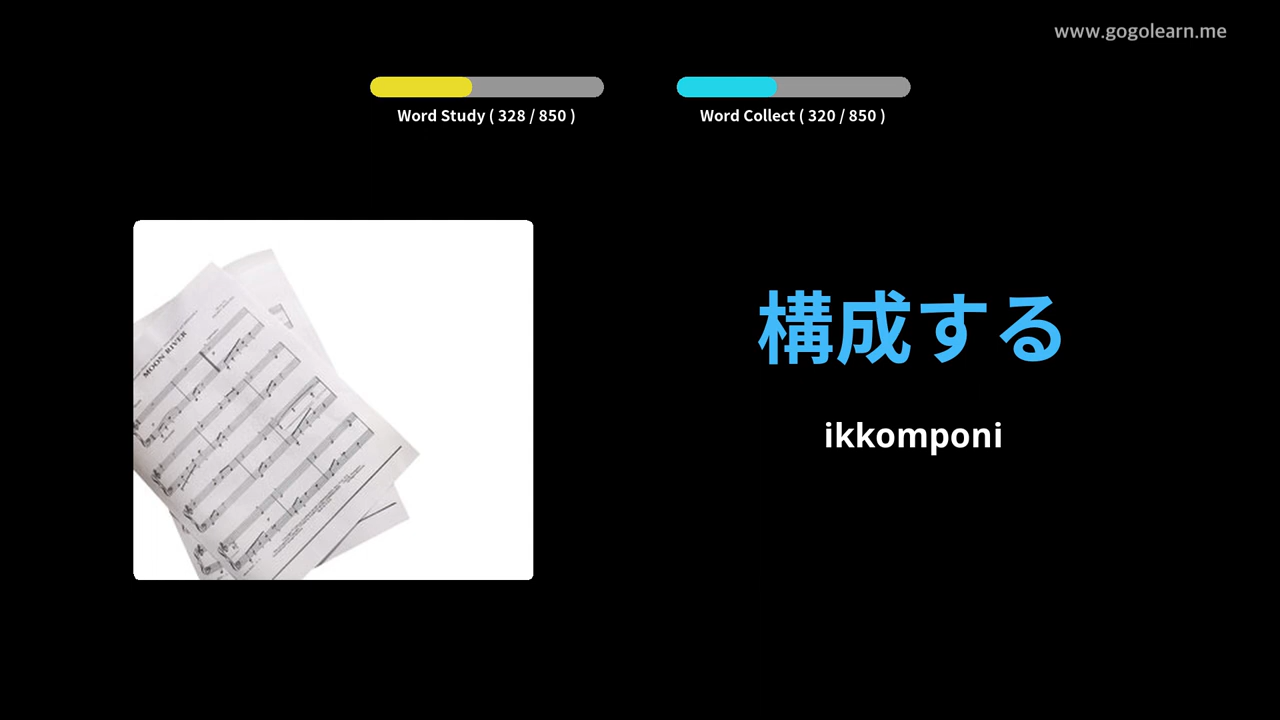 www.gogolearn.me
Word Study ( 328 / 850 )
Word Collect ( 320 / 850 )
MOON RIVER
構成する
ikkomponi